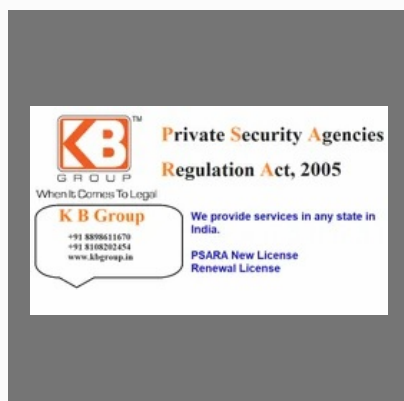 KB TM
GROUP
When It Comes To Legal
Private Security Agencies
Regulation Act, 2005
K B Group
+91 8898611670
+91 8108202454
www.kbgroup.in
We provide services in any state in
India.
PSARA New License
Renewal License